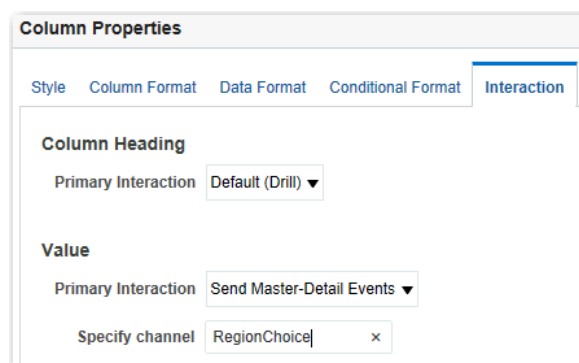 Column Properties
Style Column Format Data Format Conditional Format Interaction
Column Heading
Primary Interaction Default (Drill)
Value
Primary Interaction Send Master-Detail Events
Specify channel RegionChoice ×